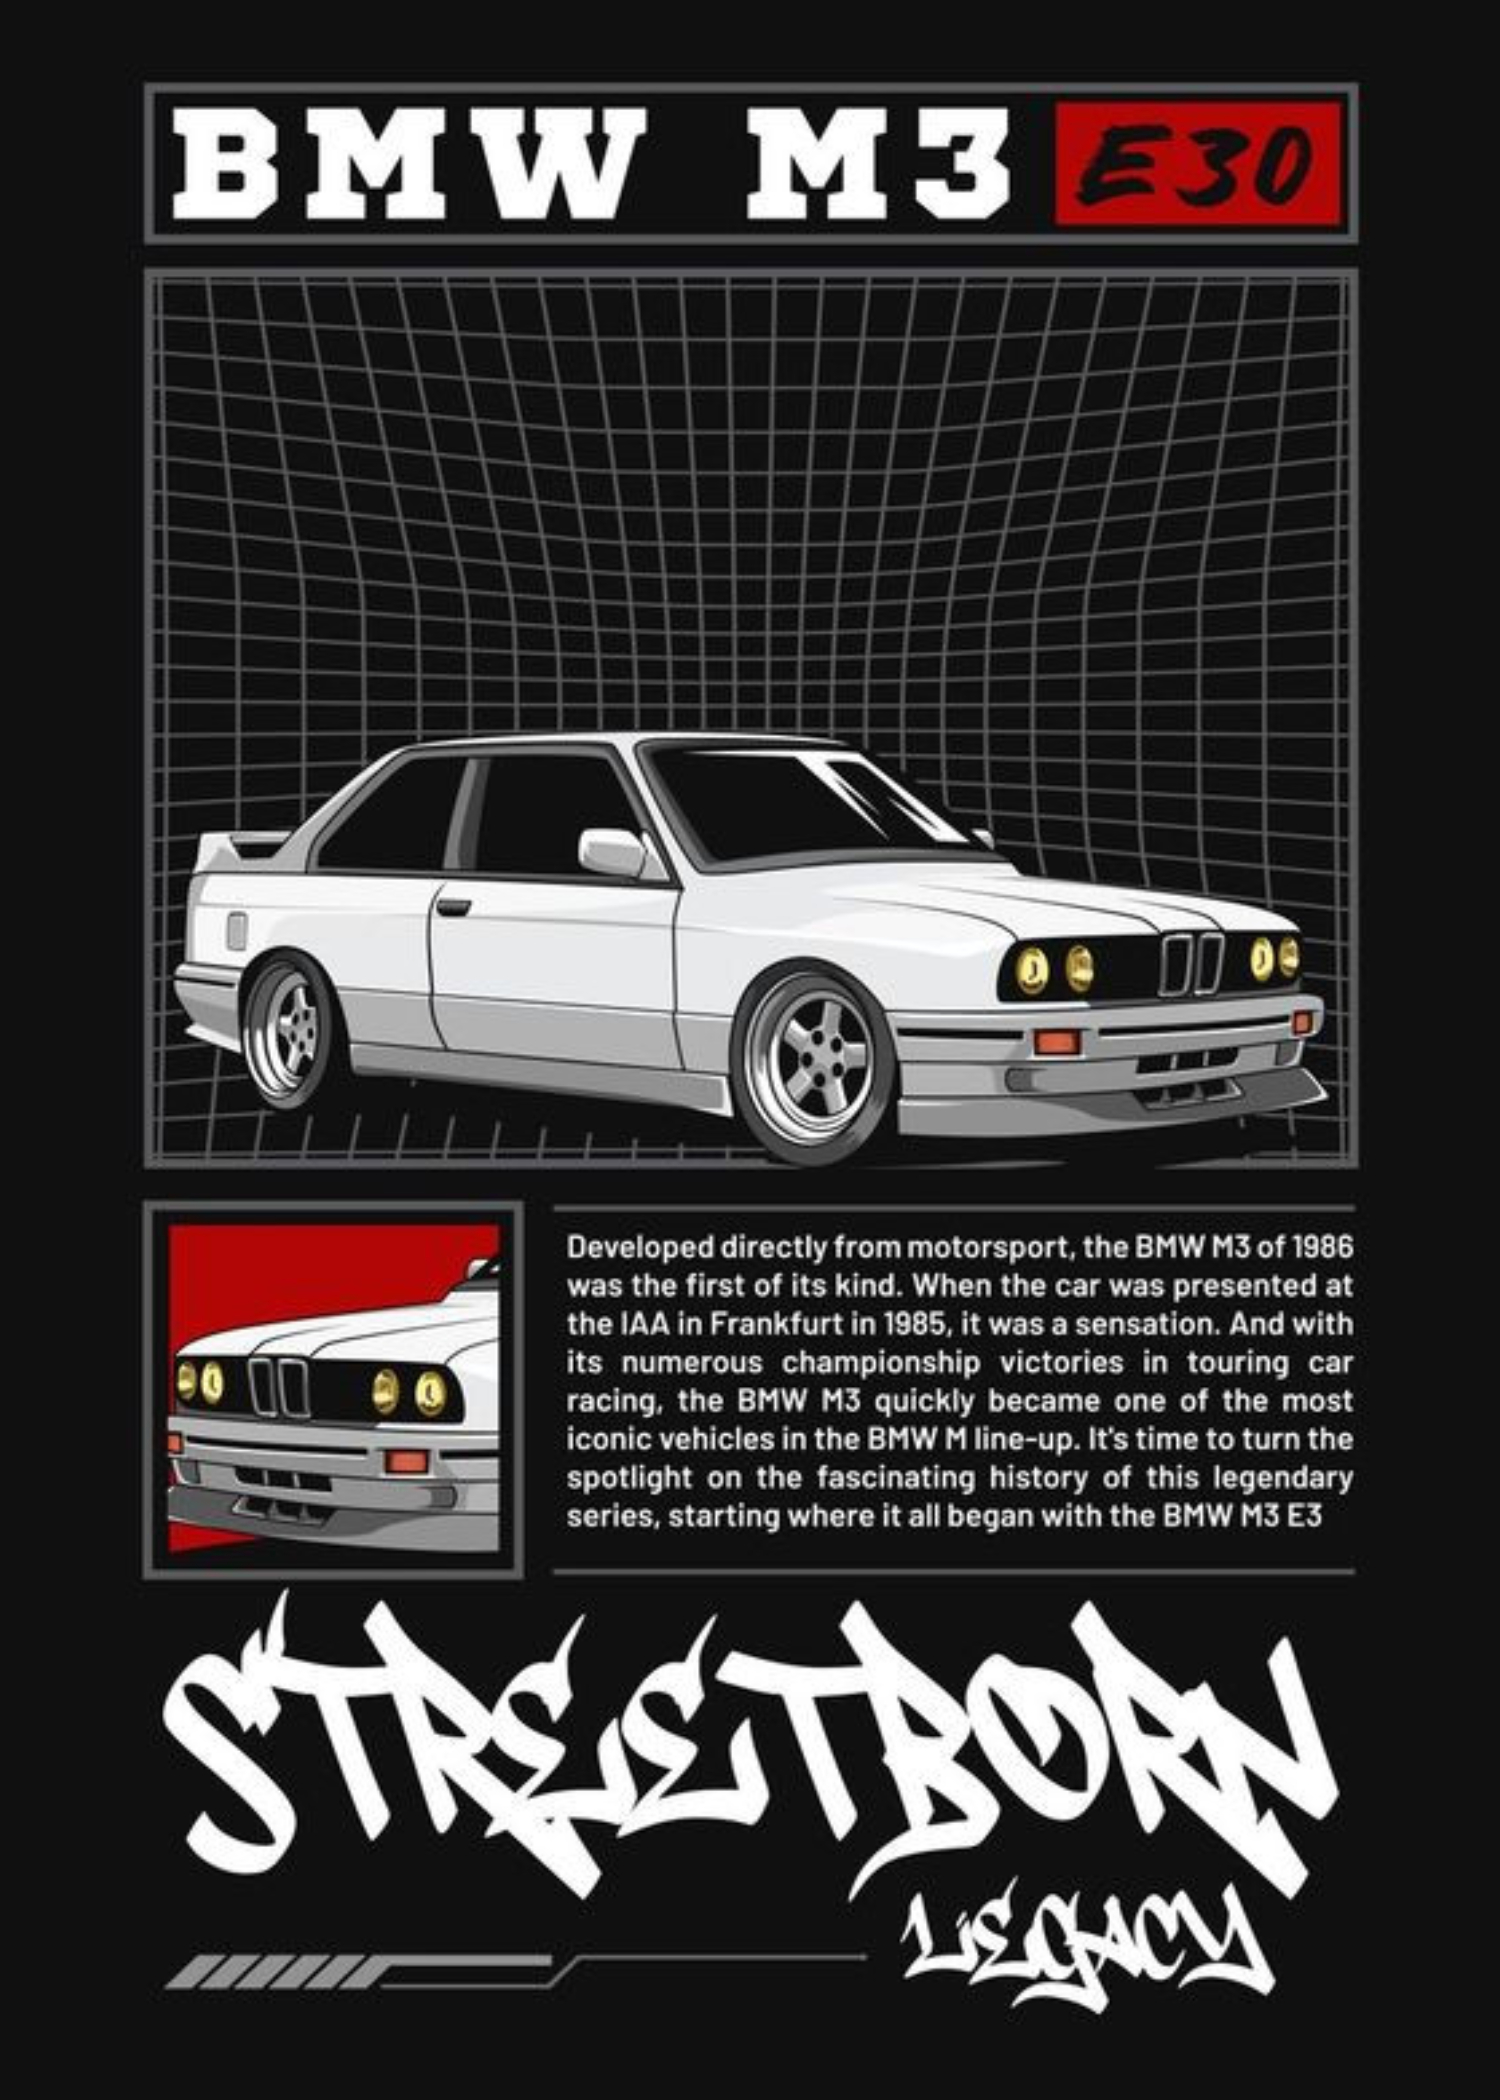 BMW M3 E30
Developed directly from motorsport, the BMW M3 of 1986
was the first of its kind. When the car was presented at
the IAA in Frankfurt in 1985, it was a sensation. And with
its numerous championship victories in touring car
racing, the BMW M3 quickly became one of the most
iconic vehicles in the BMW M line-up. It's time to turn the
spotlight on the fascinating history of this legendary
series, starting where it all began with the BMW M3 E3
STREETBORN
LEGACY